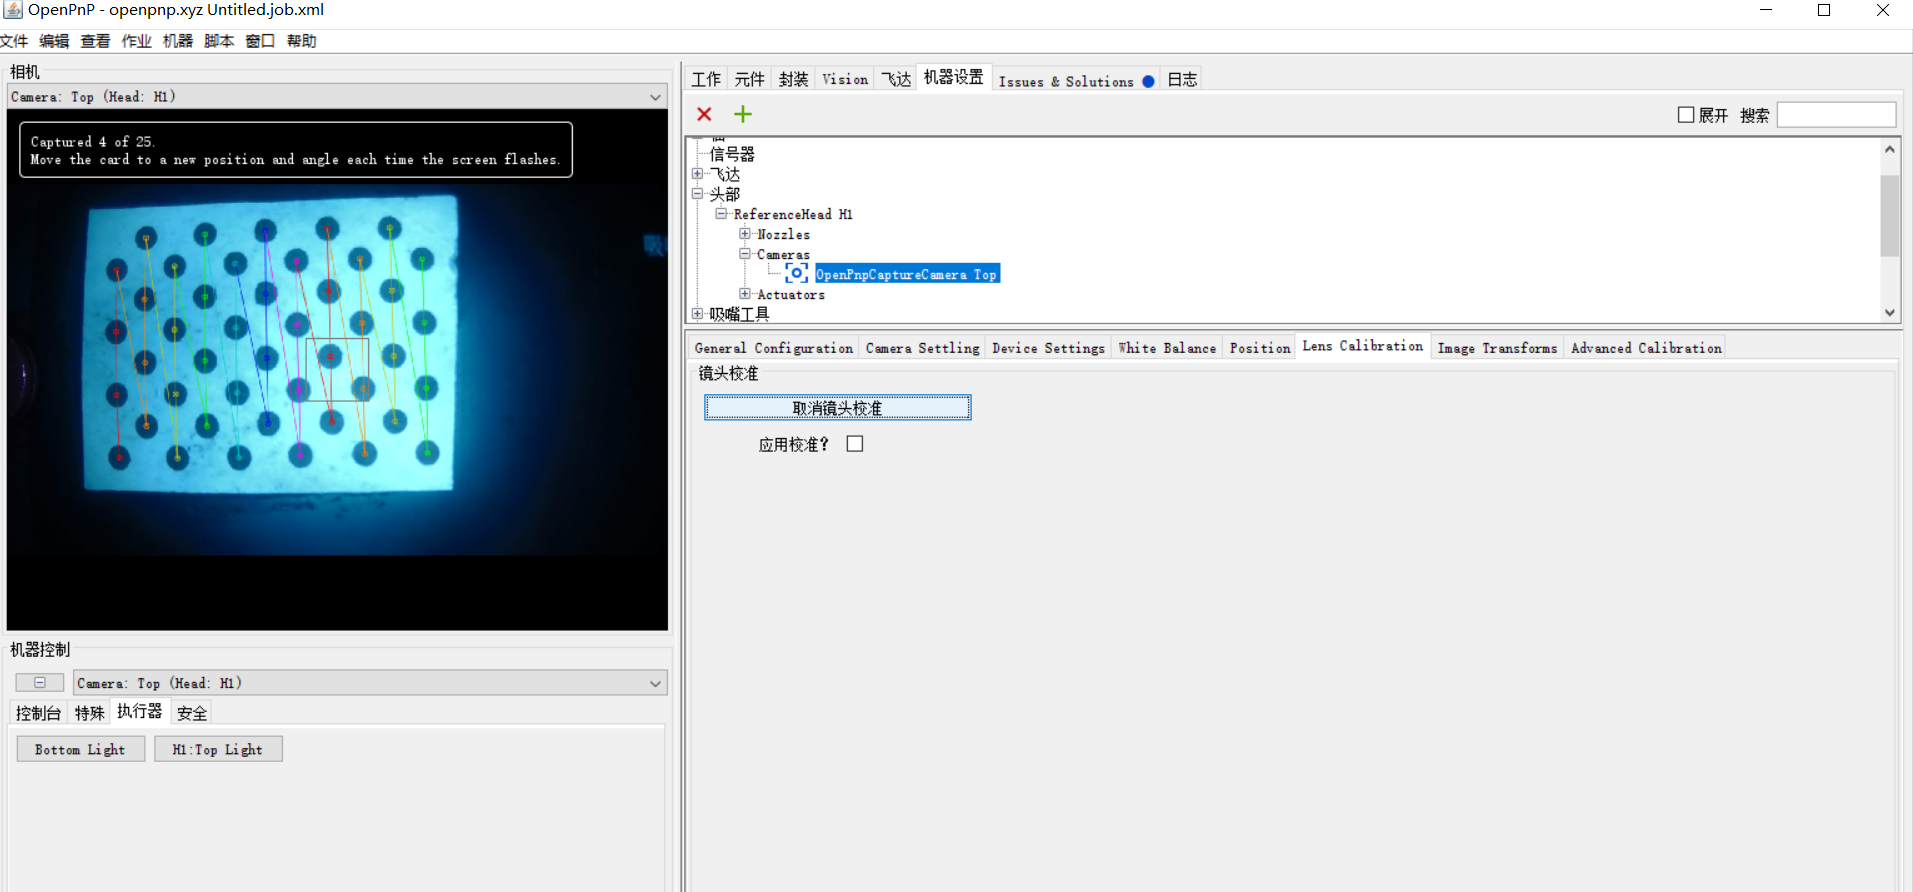 OpenPnP - openpnp.xyz Untitled.job.xml
文件 编辑 查看 作业 机器 脚本 窗口 帮助
相机
Camera: Top (Head: H1)
Captured 4 of 25.
Move the card to a new position and angle each time the screen flashes.
机器控制
Camera: Top (Head: H1)
控制台 特殊 执行器 安全
Bottom Light H1:Top Light
工作 元件 封装 Vision 飞达 机器设置 Issues & Solutions 日志
展开 搜索
信号器
飞达
头部
ReferenceHead H1
Nozzles
Cameras
OpenPnpCaptureCamera Top
Actuators
吸嘴工具
General Configuration Camera Settling Device Settings White Balance Position Lens Calibration Image Transforms Advanced Calibration
镜头校准
取消镜头校准
应用校准?